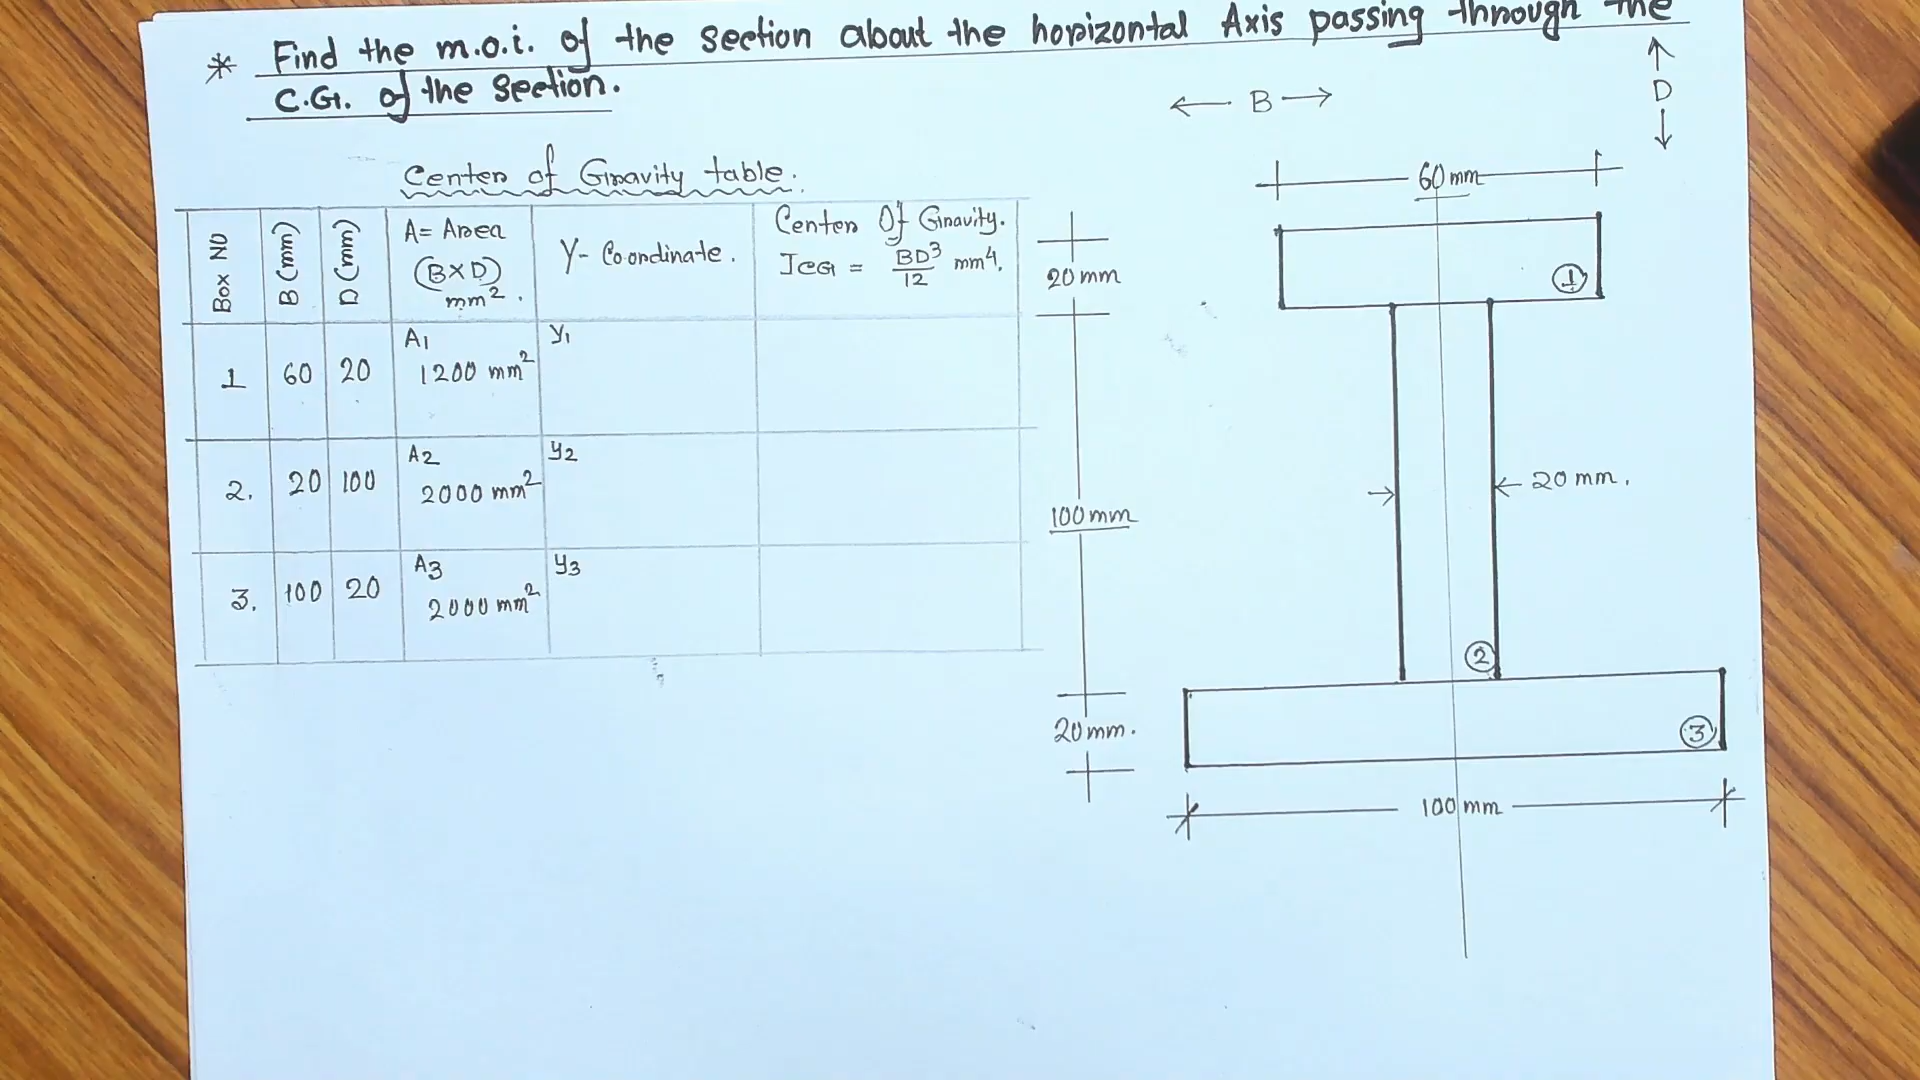 * Find the m.o.i. of the section about the horizontal Axis passing through the
C.G. of the section.
← B →
↑
D
↓
Center of Gravity table.
Box NO
B (mm)
D (mm)
A= Area
(B×D)
mm².
Y- Coordinate.
Center Of Gravity.
ICG = BD³/12 mm⁴.
1 60 20 A1 1200 mm² Y1
2. 20 100 A2 2000 mm² Y2
3. 100 20 A3 2000 mm² Y3
60 mm
20 mm
1
100 mm
20 mm.
2
20 mm.
3
100 mm